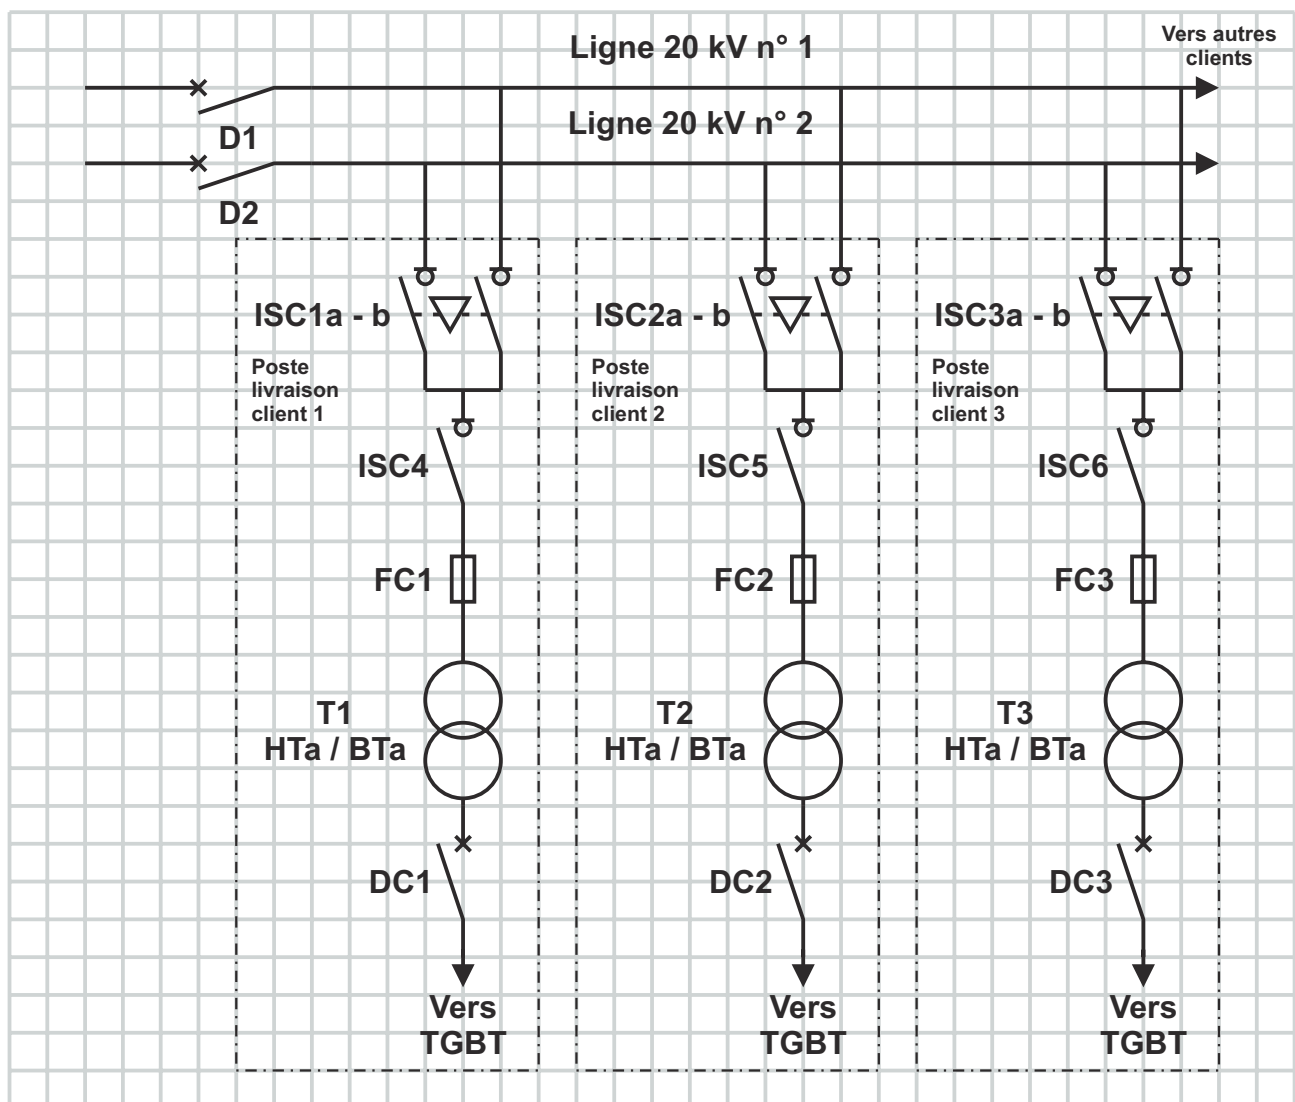 Ligne 20 kV n° 1
Vers autres
clients
D1
Ligne 20 kV n° 2
D2
ISC1a - b
ISC2a - b
ISC3a - b
Poste
livraison
client 1
Poste
livraison
client 2
Poste
livraison
client 3
ISC4
ISC5
ISC6
FC1
FC2
FC3
T1
HTa / BTa
T2
HTa / BTa
T3
HTa / BTa
DC1
DC2
DC3
Vers
TGBT
Vers
TGBT
Vers
TGBT